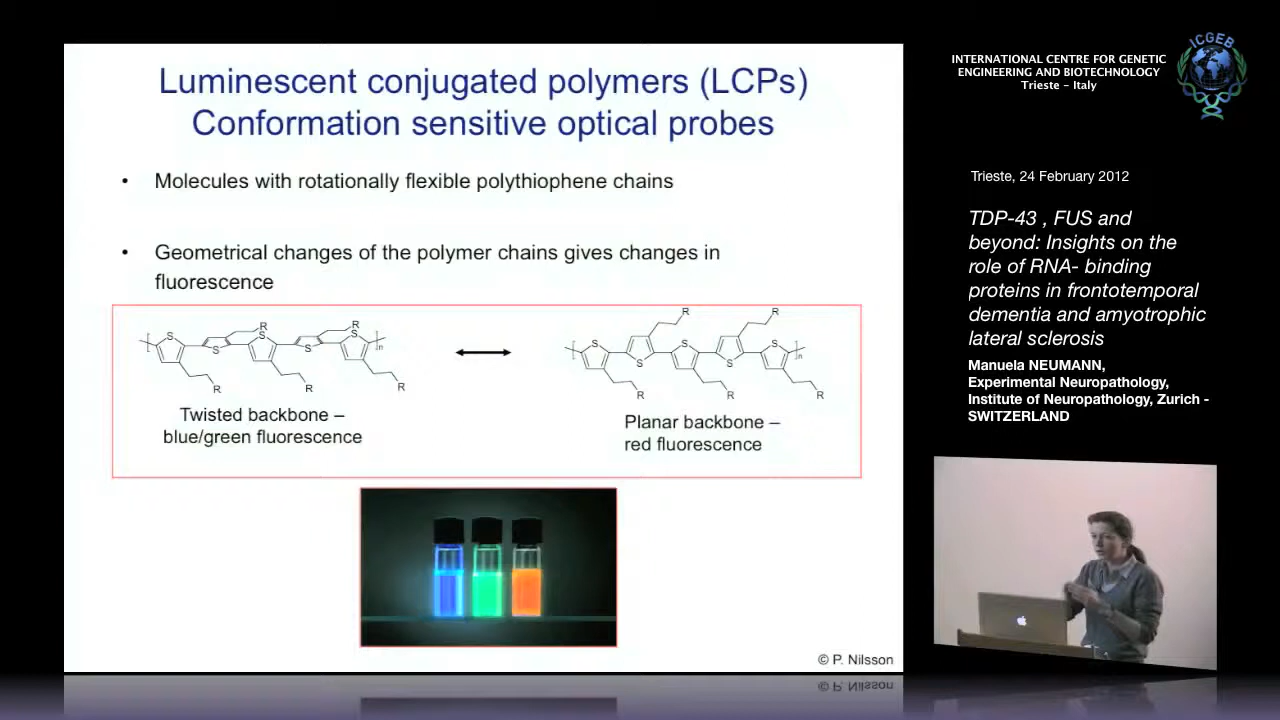 Luminescent conjugated polymers (LCPs)
Conformation sensitive optical probes
• Molecules with rotationally flexible polythiophene chains
• Geometrical changes of the polymer chains gives changes in
fluorescence
S S S S S
R R R R R
n
S S S S S
R R R R R
n
Twisted backbone –
blue/green fluorescence
Planar backbone –
red fluorescence
© P. Nilsson
INTERNATIONAL CENTRE FOR GENETIC
ENGINEERING AND BIOTECHNOLOGY
Trieste - Italy
ICGEB
Trieste, 24 February 2012
TDP-43 , FUS and
beyond: Insights on the
role of RNA- binding
proteins in frontotemporal
dementia and amyotrophic
lateral sclerosis
Manuela NEUMANN,
Experimental Neuropathology,
Institute of Neuropathology, Zurich -
SWITZERLAND